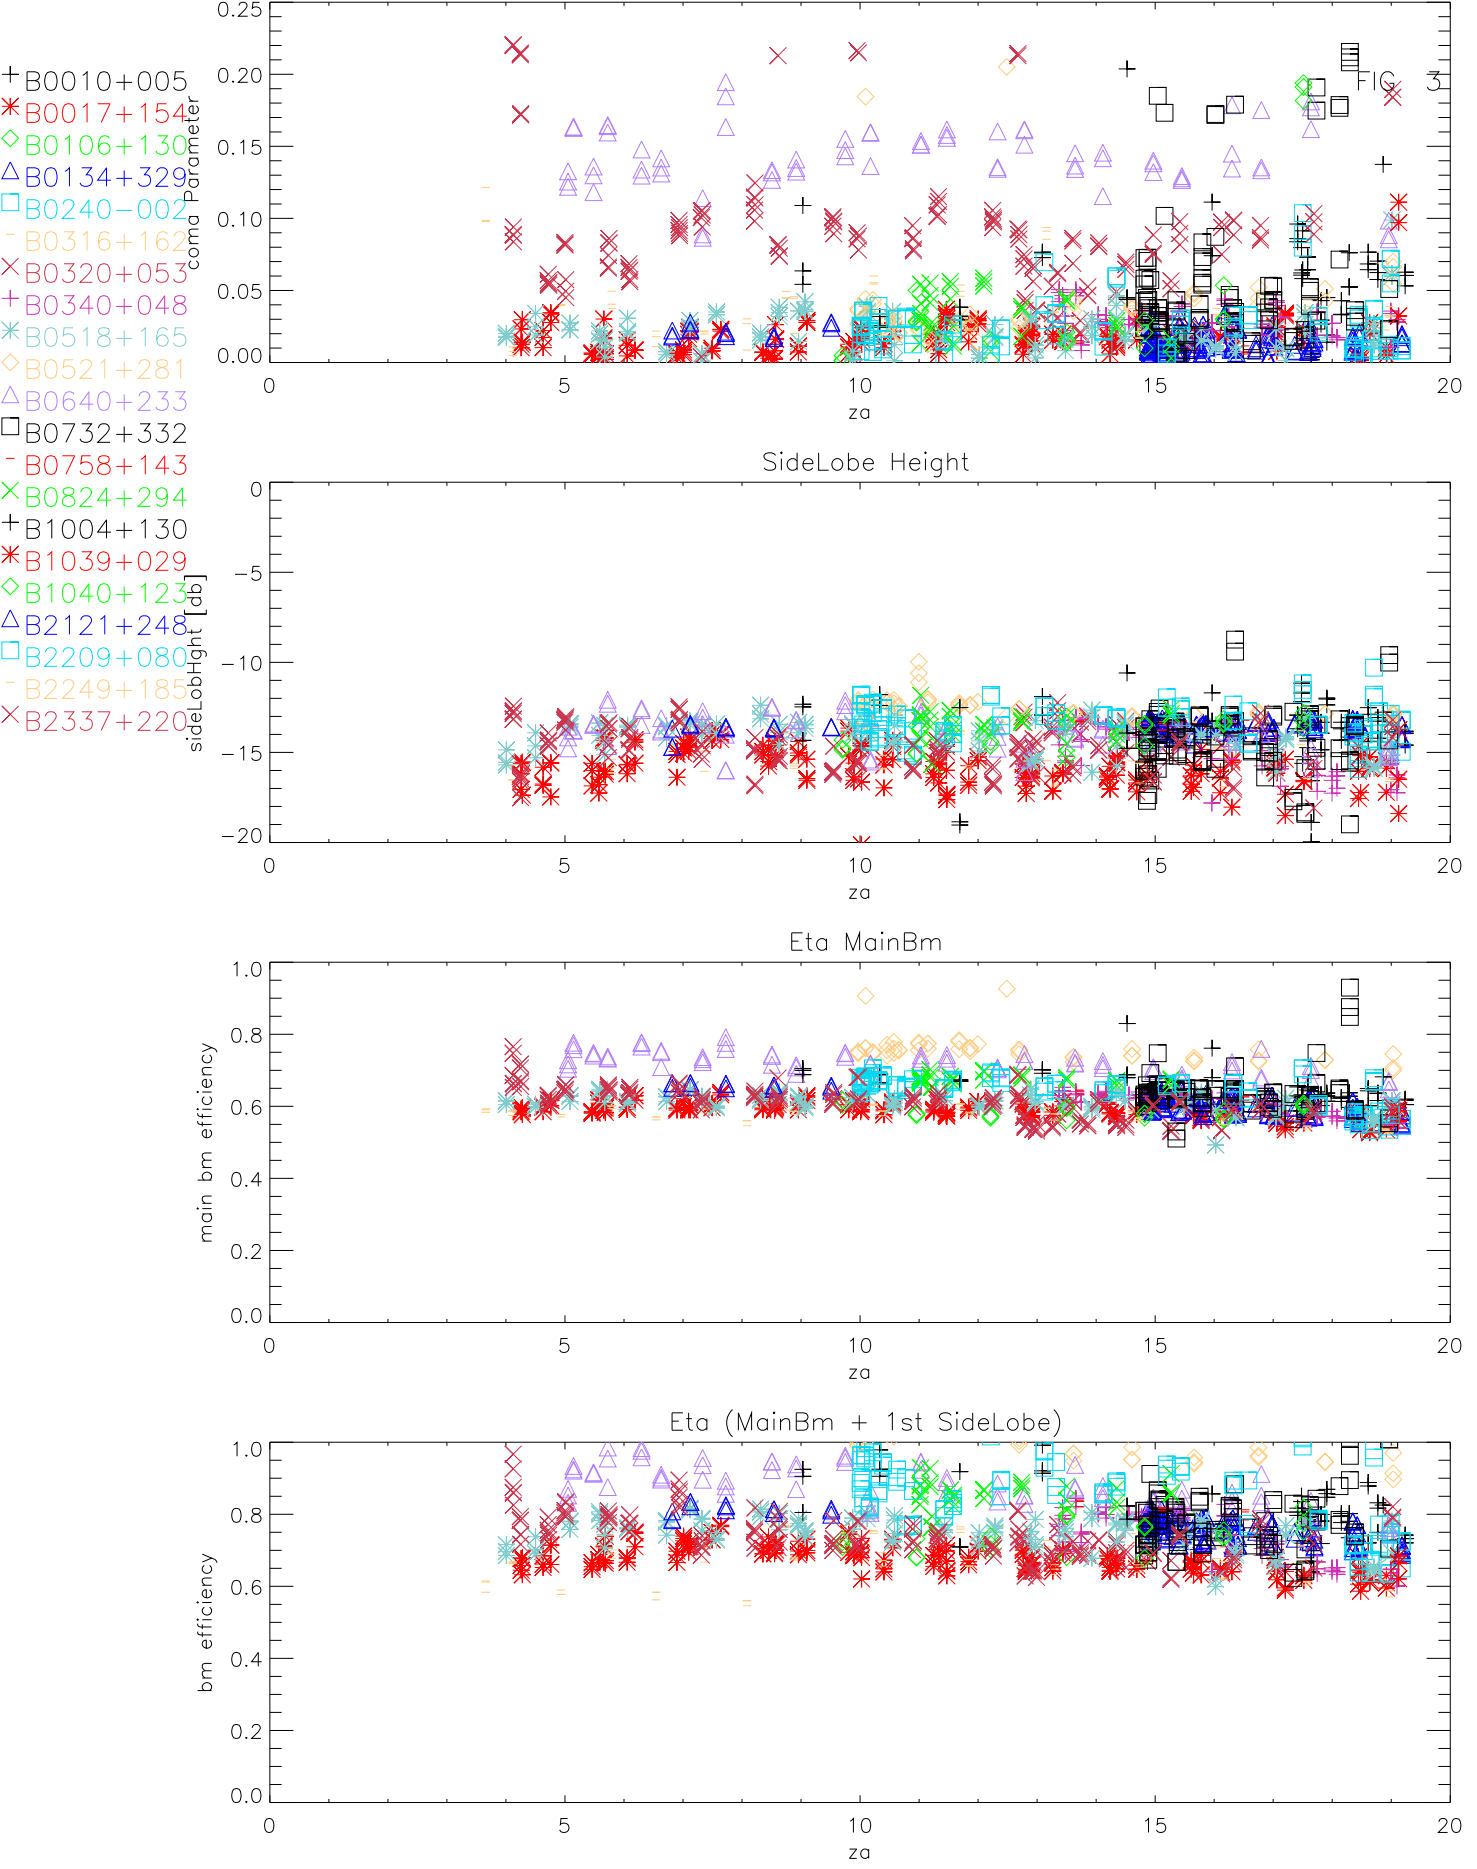 0.25
0.20
0.15
0.10
0.05
0.00
coma Parameter
FIG 3
0 5 10 15 20
za
B0010+005
B0017+154
B0106+130
B0134+329
B0240-002
B0316+162
B0320+053
B0340+048
B0518+165
B0521+281
B0640+233
B0732+332
B0758+143
B0824+294
B1004+130
B1039+029
B1040+123
B2121+248
B2209+080
B2249+185
B2337+220
SideLobe Height
0
-5
-10
-15
-20
sideLobHght [db]
0 5 10 15 20
za
Eta MainBm
1.0
0.8
0.6
0.4
0.2
0.0
main bm efficiency
0 5 10 15 20
za
Eta (MainBm + 1st SideLobe)
1.0
0.8
0.6
0.4
0.2
0.0
bm efficiency
0 5 10 15 20
za